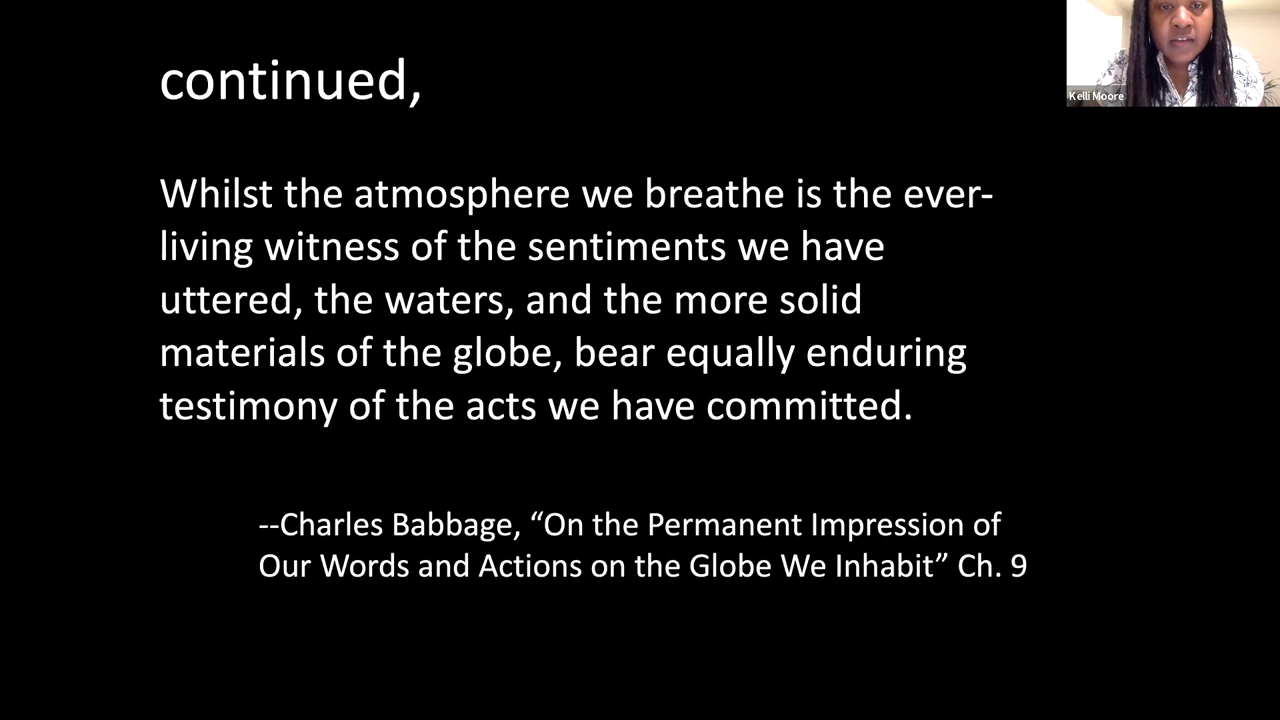 continued,
Kelli Moore
Whilst the atmosphere we breathe is the ever-
living witness of the sentiments we have
uttered, the waters, and the more solid
materials of the globe, bear equally enduring
testimony of the acts we have committed.
--Charles Babbage, “On the Permanent Impression of
Our Words and Actions on the Globe We Inhabit” Ch. 9